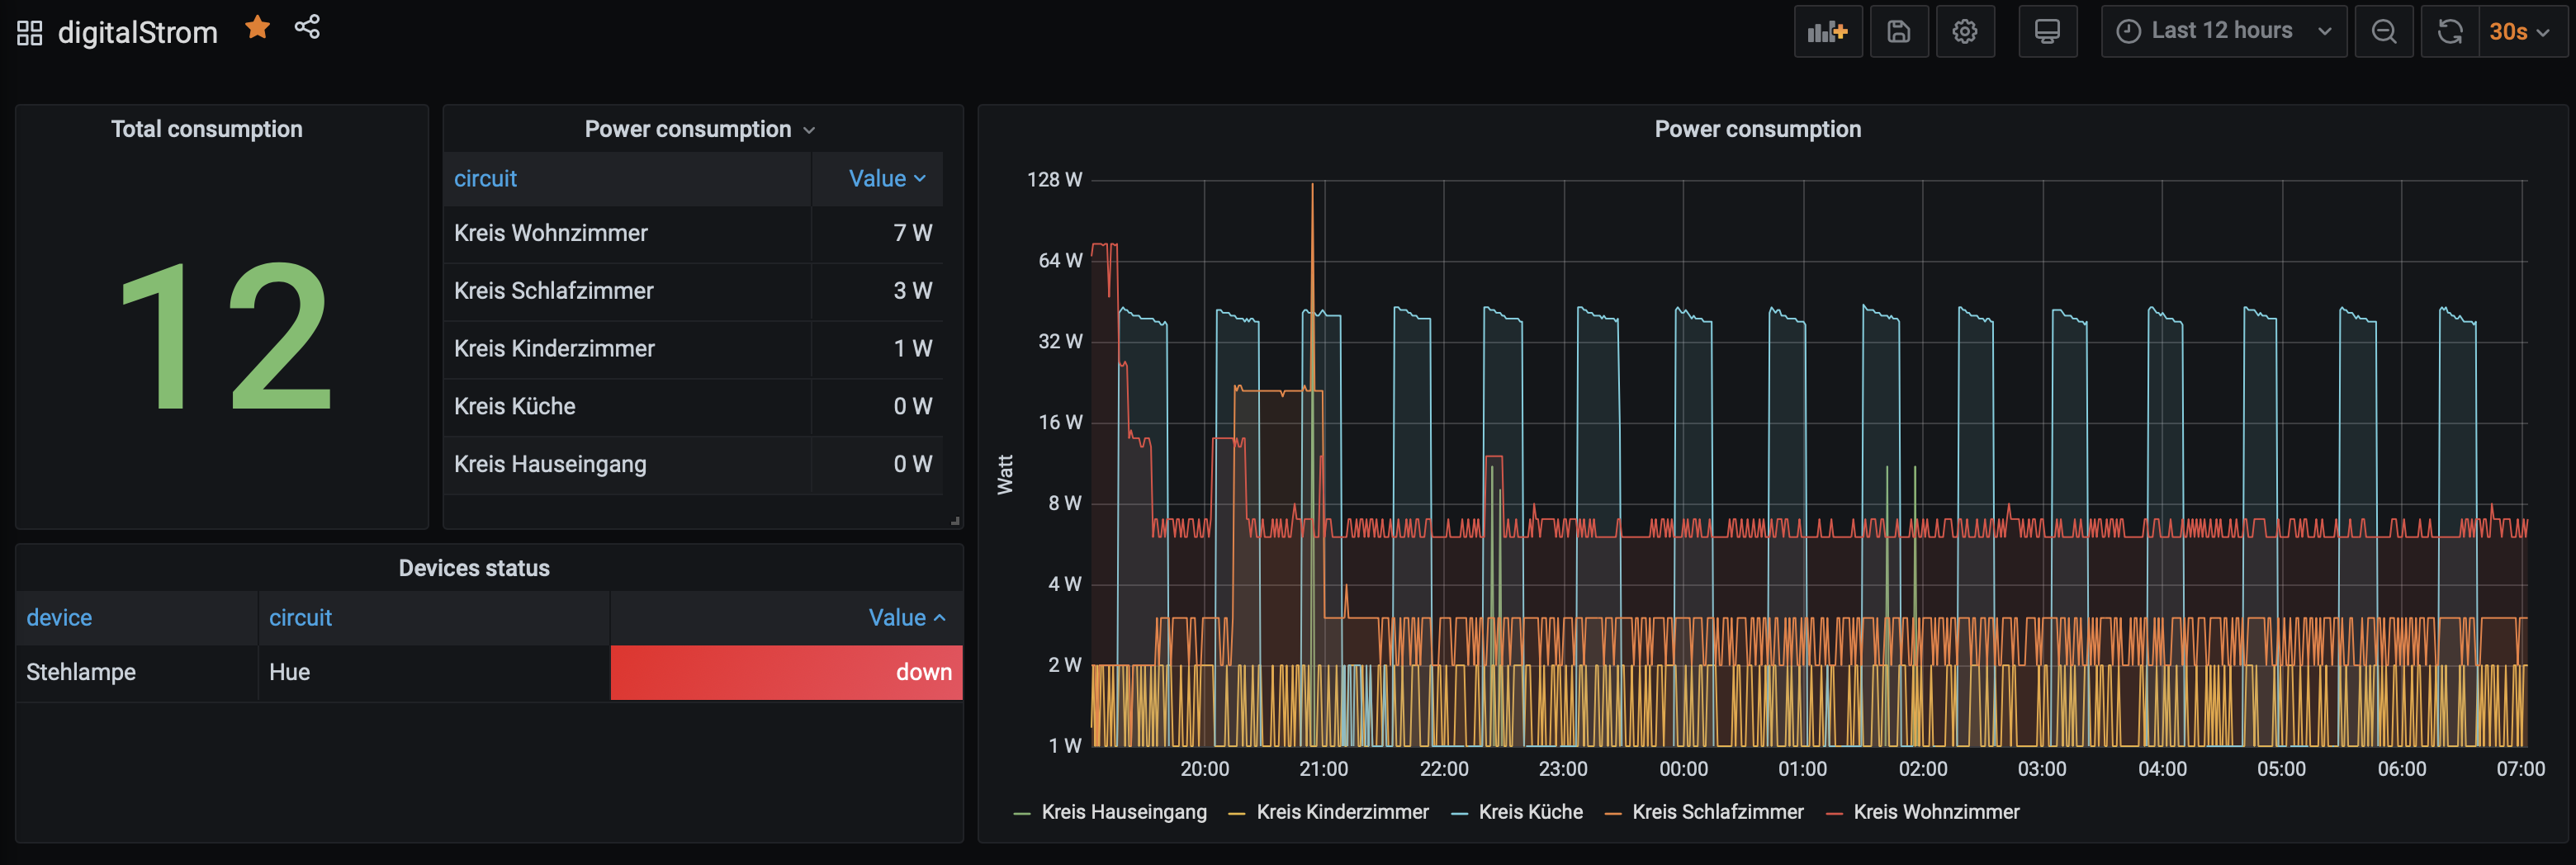 digitalStrom
Last 12 hours
30s
Total consumption
12
Power consumption
circuit Value
Kreis Wohnzimmer 7 W
Kreis Schlafzimmer 3 W
Kreis Kinderzimmer 1 W
Kreis Küche 0 W
Kreis Hauseingang 0 W
Devices status
device circuit Value
Stehlampe Hue down
Power consumption
Watt
128 W
64 W
32 W
16 W
8 W
4 W
2 W
1 W
20:00 21:00 22:00 23:00 00:00 01:00 02:00 03:00 04:00 05:00 06:00 07:00
Kreis Hauseingang Kreis Kinderzimmer Kreis Küche Kreis Schlafzimmer Kreis Wohnzimmer